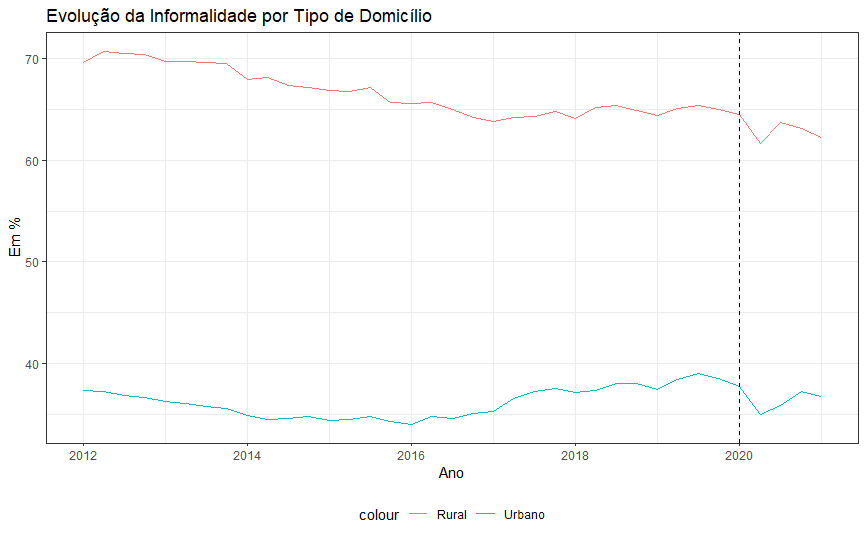 Evolução da Informalidade por Tipo de Domicílio
70
60
50
40
Em %
2012 2014 2016 2018 2020
Ano
colour Rural Urbano